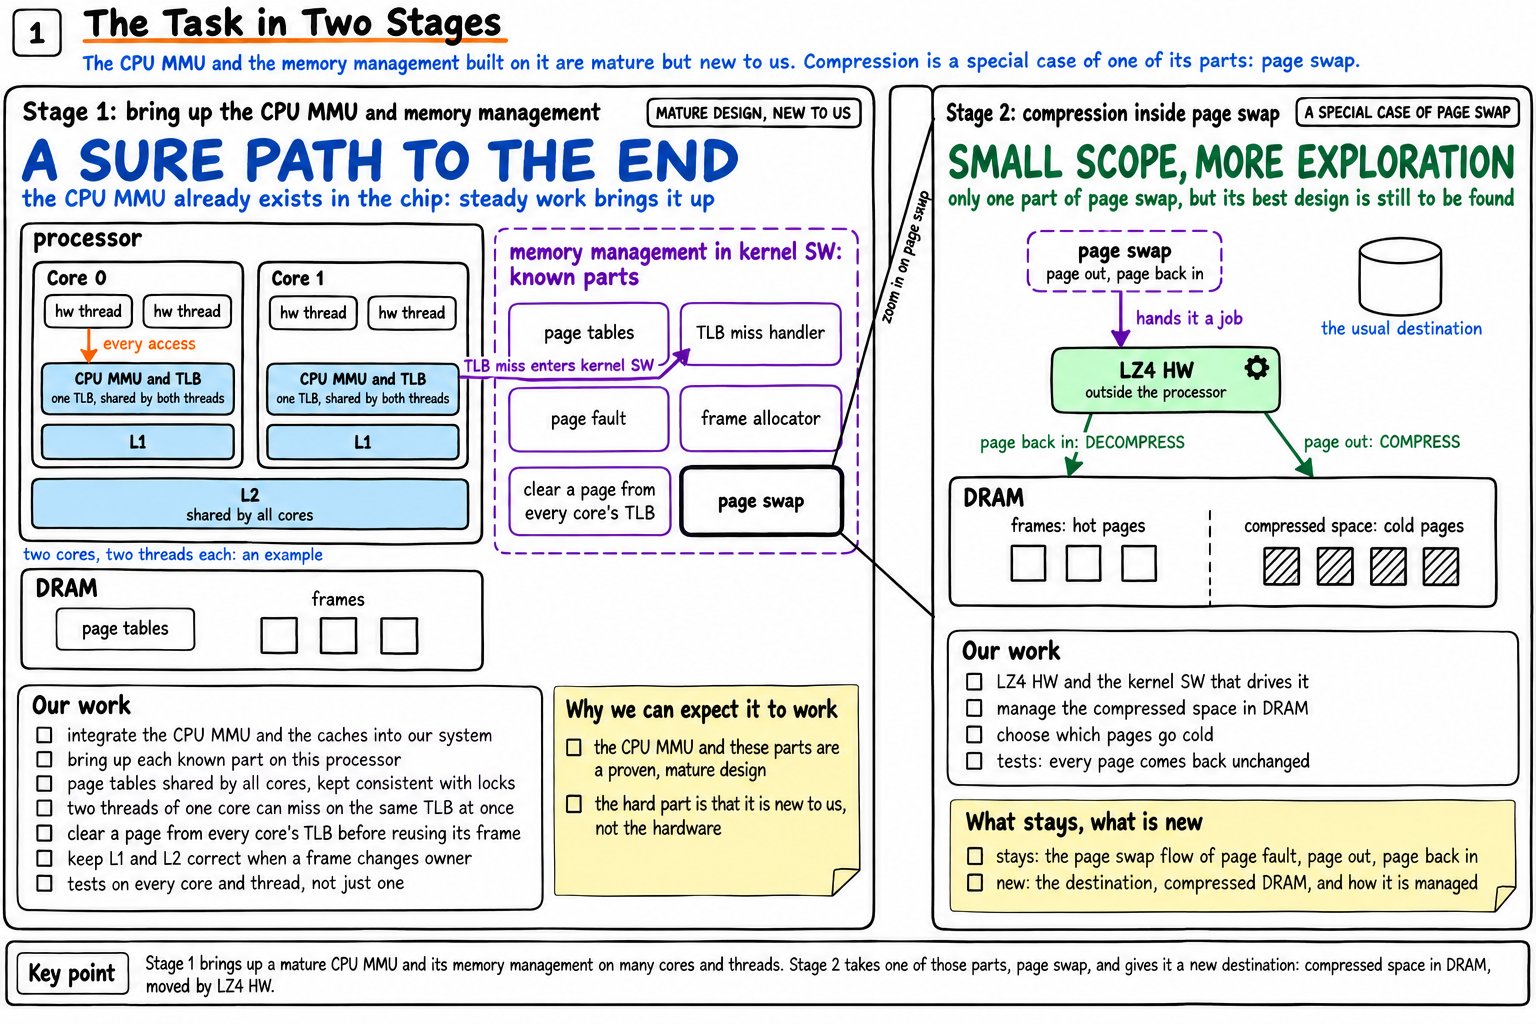 1
The Task in Two Stages
The CPU MMU and the memory management built on it are mature but new to us. Compression is a special case of one of its parts: page swap.
Stage 1: bring up the CPU MMU and memory management
MATURE DESIGN, NEW TO US
A SURE PATH TO THE END
the CPU MMU already exists in the chip: steady work brings it up
processor
Core 0
hw thread
hw thread
every access
CPU MMU and TLB
one TLB, shared by both threads
L1
Core 1
hw thread
hw thread
CPU MMU and TLB
one TLB, shared by both threads
L1
L2
shared by all cores
two cores, two threads each: an example
memory management in kernel SW:
known parts
page tables
TLB miss handler
TLB miss enters kernel SW
page fault
frame allocator
clear a page from
every core's TLB
page swap
zoom in on page swap
DRAM
page tables
frames
Our work
integrate the CPU MMU and the caches into our system
bring up each known part on this processor
page tables shared by all cores, kept consistent with locks
two threads of one core can miss on the same TLB at once
clear a page from every core's TLB before reusing its frame
keep L1 and L2 correct when a frame changes owner
tests on every core and thread, not just one
Why we can expect it to work
the CPU MMU and these parts are
a proven, mature design
the hard part is that it is new to us,
not the hardware
Stage 2: compression inside page swap
A SPECIAL CASE OF PAGE SWAP
SMALL SCOPE, MORE EXPLORATION
only one part of page swap, but its best design is still to be found
page swap
page out, page back in
the usual destination
hands it a job
LZ4 HW
outside the processor
page back in: DECOMPRESS
page out: COMPRESS
DRAM
frames: hot pages
compressed space: cold pages
Our work
LZ4 HW and the kernel SW that drives it
manage the compressed space in DRAM
choose which pages go cold
tests: every page comes back unchanged
What stays, what is new
stays: the page swap flow of page fault, page out, page back in
new: the destination, compressed DRAM, and how it is managed
Key point
Stage 1 brings up a mature CPU MMU and its memory management on many cores and threads. Stage 2 takes one of those parts, page swap, and gives it a new destination: compressed space in DRAM,
moved by LZ4 HW.